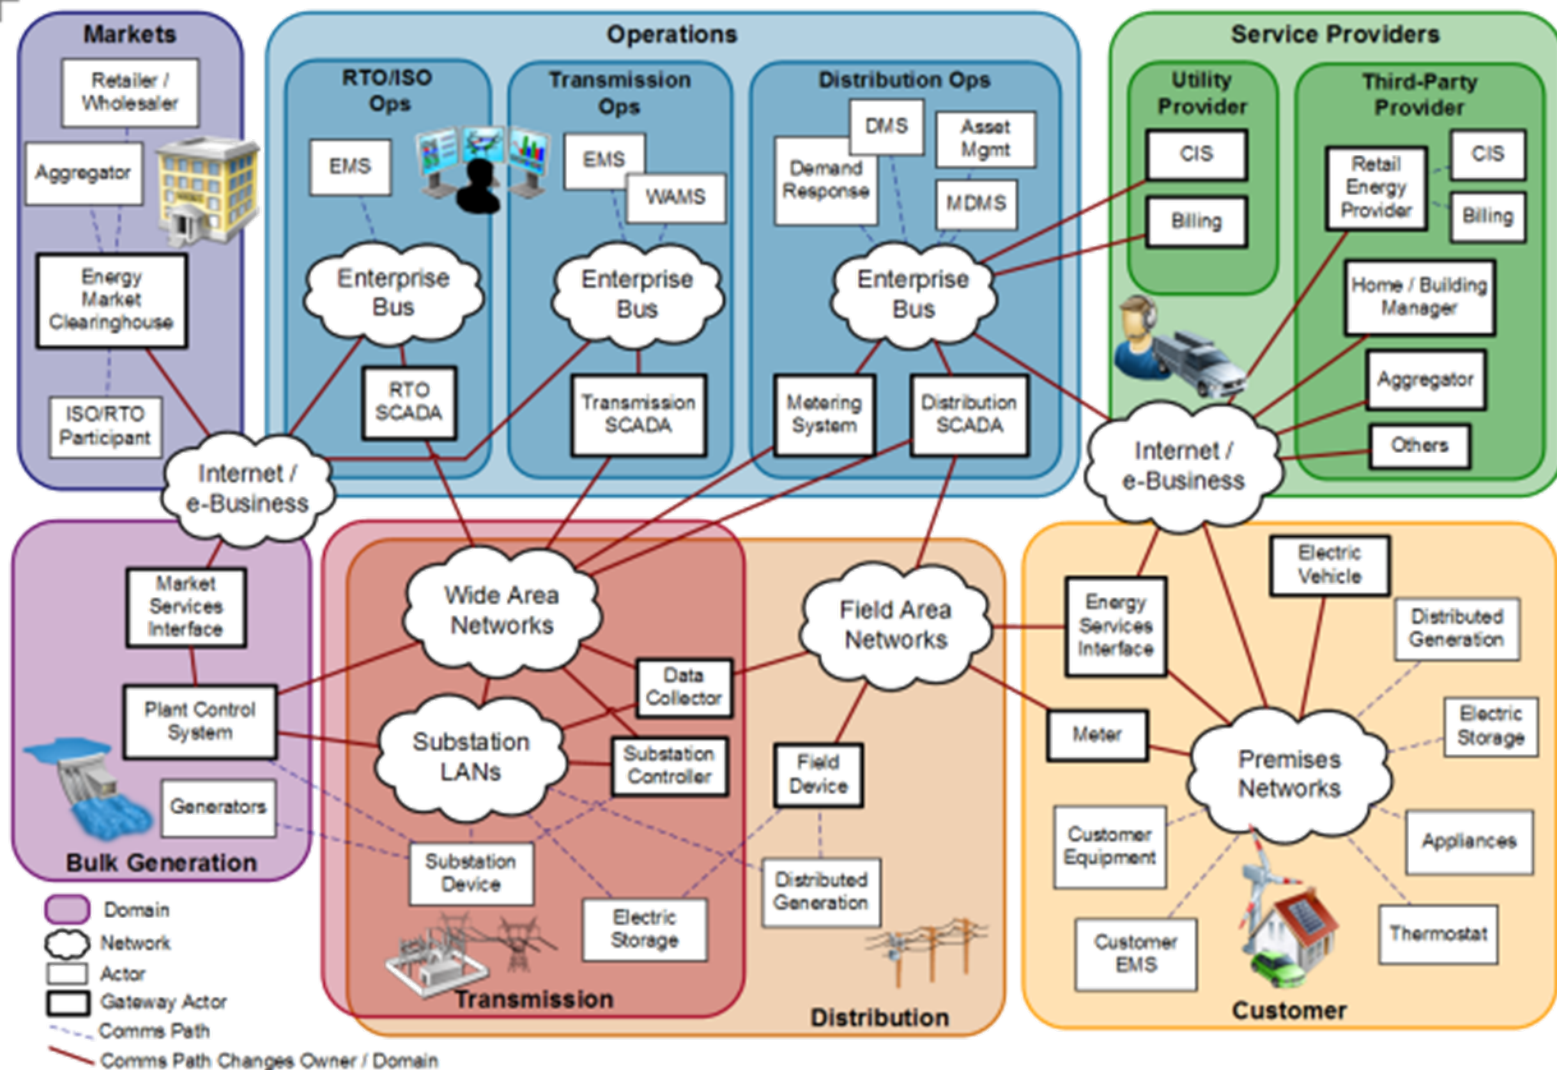 Markets
Retailer /
Wholesaler
Aggregator
Energy
Market
Clearinghouse
ISO/RTO
Participant
Operations
RTO/ISO
Ops
EMS
Enterprise
Bus
RTO
SCADA
Transmission
Ops
EMS
WAMS
Enterprise
Bus
Transmission
SCADA
Distribution Ops
DMS
Demand
Response
Asset
Mgmt
MDMS
Enterprise
Bus
Metering
System
Distribution
SCADA
Service Providers
Utility
Provider
CIS
Billing
Third-Party
Provider
Retail
Energy
Provider
CIS
Billing
Home / Building
Manager
Aggregator
Others
Internet /
e-Business
Internet /
e-Business
Market
Services
Interface
Plant Control
System
Generators
Bulk Generation
Wide Area
Networks
Substation
LANs
Data
Collector
Substation
Controller
Substation
Device
Electric
Storage
Transmission
Field Area
Networks
Field
Device
Distributed
Generation
Distribution
Energy
Services
Interface
Meter
Electric
Vehicle
Distributed
Generation
Electric
Storage
Premises
Networks
Customer
Equipment
Appliances
Customer
EMS
Thermostat
Customer
Domain
Network
Actor
Gateway Actor
Comms Path
Comms Path Changes Owner / Domain